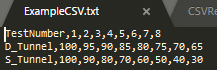 ExampleCSV.txt
CSVRe
TestNumber,1,2,3,4,5,6,7,8
D_Tunnel,100,95,90,85,80,75,70,65
S_Tunnel,100,90,80,70,60,50,40,30